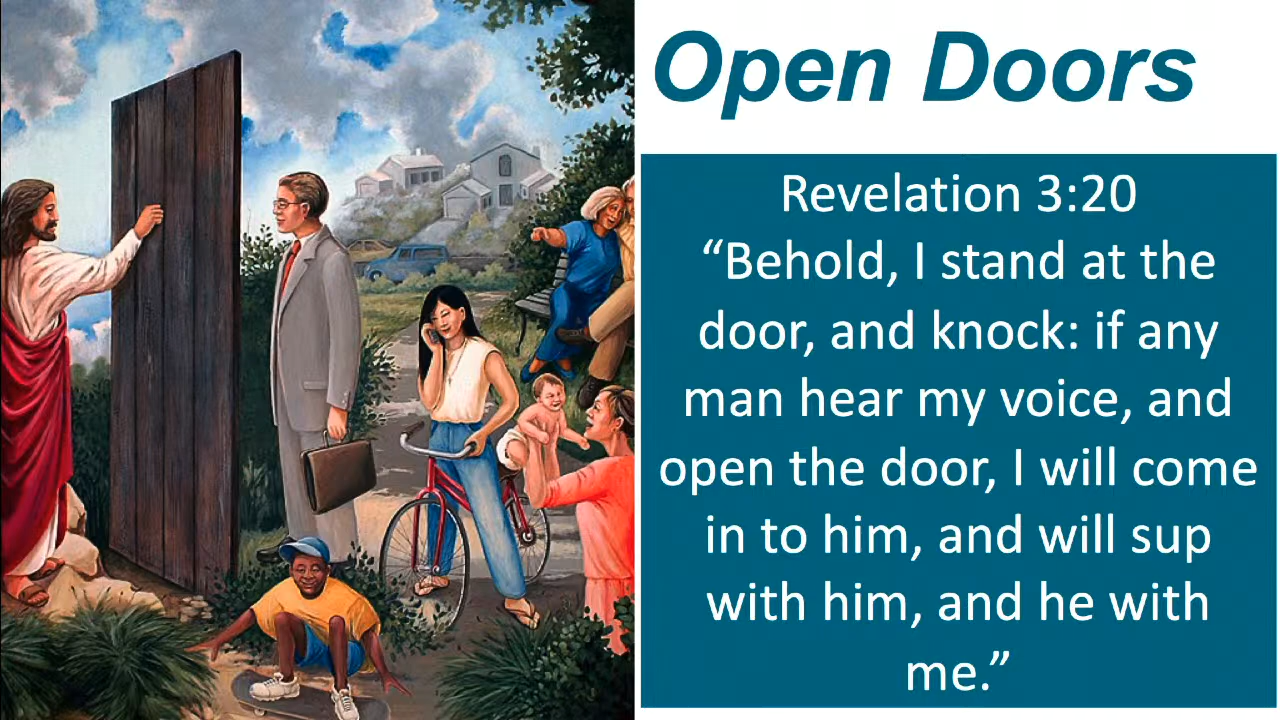 Open Doors
Revelation 3:20
“Behold, I stand at the
door, and knock: if any
man hear my voice, and
open the door, I will come
in to him, and will sup
with him, and he with
me.”